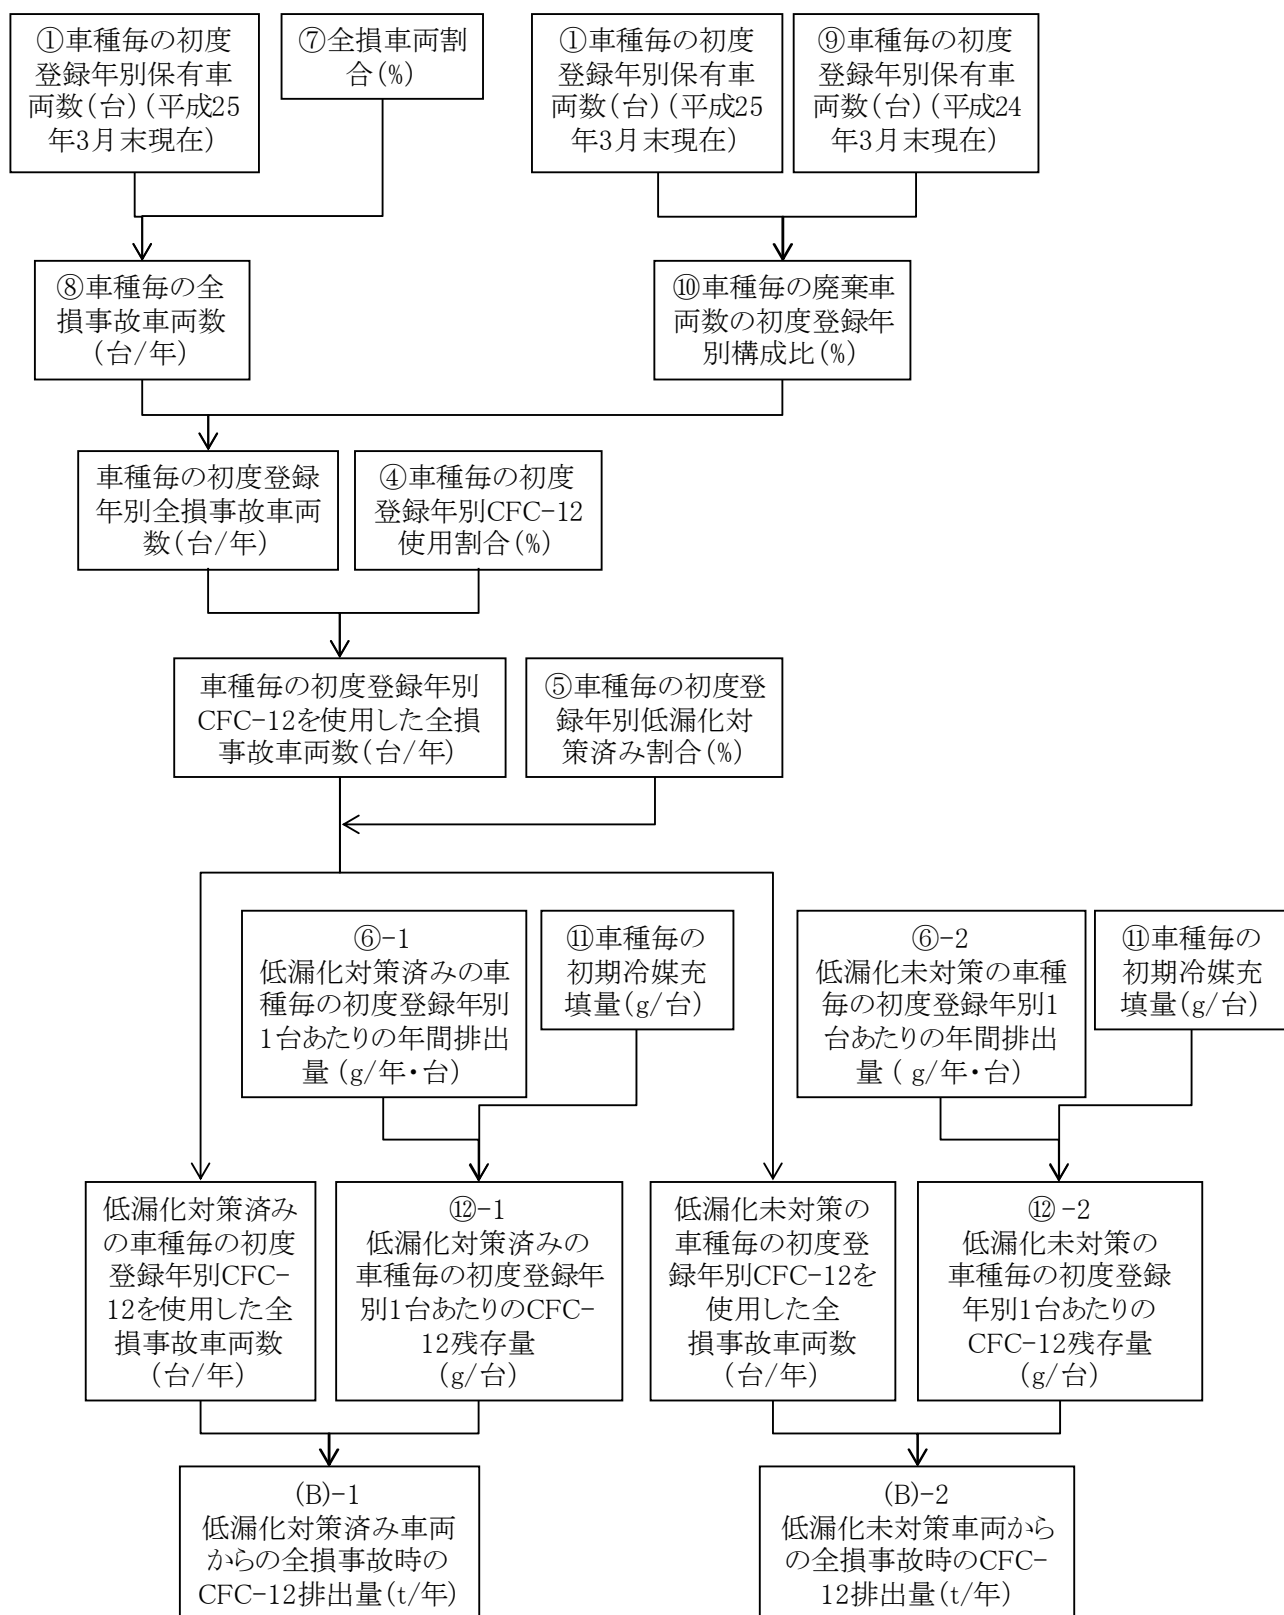 ①車種毎の初度
登録年別保有車
両数(台)(平成25
年3月末現在)
⑦全損車両割
合(%)
①車種毎の初度
登録年別保有車
両数(台)(平成25
年3月末現在)
⑨車種毎の初度
登録年別保有車
両数(台)(平成24
年3月末現在)
⑧車種毎の全
損事故車両数
(台/年)
⑩車種毎の廃棄車
両数の初度登録年
別構成比(%)
車種毎の初度登録
年別全損事故車両
数(台/年)
④車種毎の初度
登録年別CFC-12
使用割合(%)
車種毎の初度登録年別
CFC-12を使用した全損
事故車両数(台/年)
⑤車種毎の初度登
録年別低漏化対
策済み割合(%)
⑥-1
低漏化対策済みの車
種毎の初度登録年別
1台あたりの年間排出
量(g/年・台)
⑪車種毎の
初期冷媒充
填量(g/台)
⑥-2
低漏化未対策の車種
毎の初度登録年別1
台あたりの年間排出
量( g/年・台)
⑪車種毎の
初期冷媒充
填量(g/台)
低漏化対策済み
の車種毎の初度
登録年別CFC-
12を使用した全
損事故車両数
(台/年)
⑫-1
低漏化対策済みの
車種毎の初度登録年
別1台あたりのCFC-
12残存量
(g/台)
低漏化未対策の
車種毎の初度登
録年別CFC-12を
使用した全
損事故車両数
(台/年)
⑫-2
低漏化未対策の
車種毎の初度登録
年別1台あたりの
CFC-12残存量
(g/台)
(B)-1
低漏化対策済み車両
からの全損事故時の
CFC-12排出量(t/年)
(B)-2
低漏化未対策車両から
の全損事故時のCFC-
12排出量(t/年)